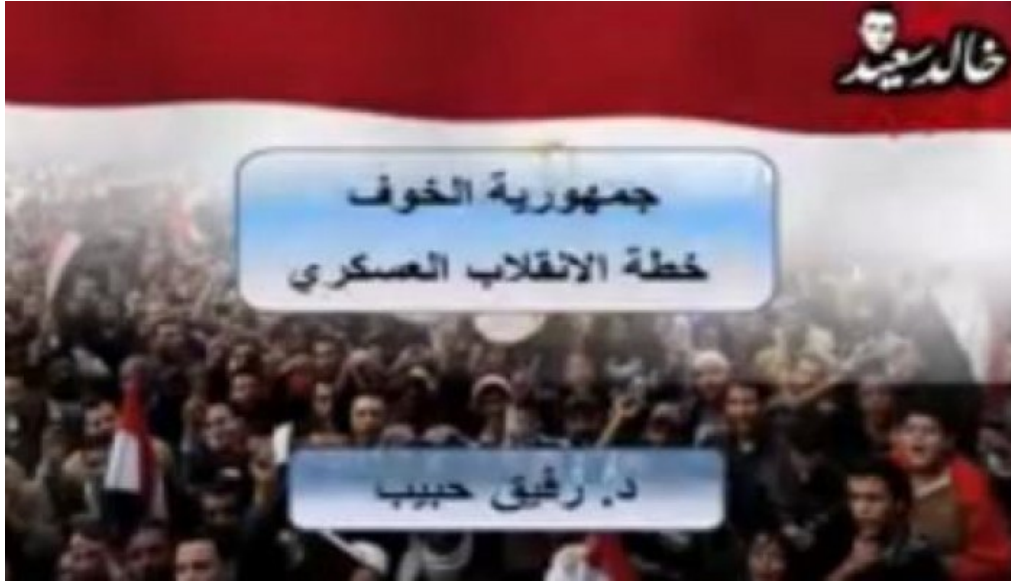 خالد سعيد
جمهورية الخوف
خطة الانقلاب العسكري
د. رفيق حبيب